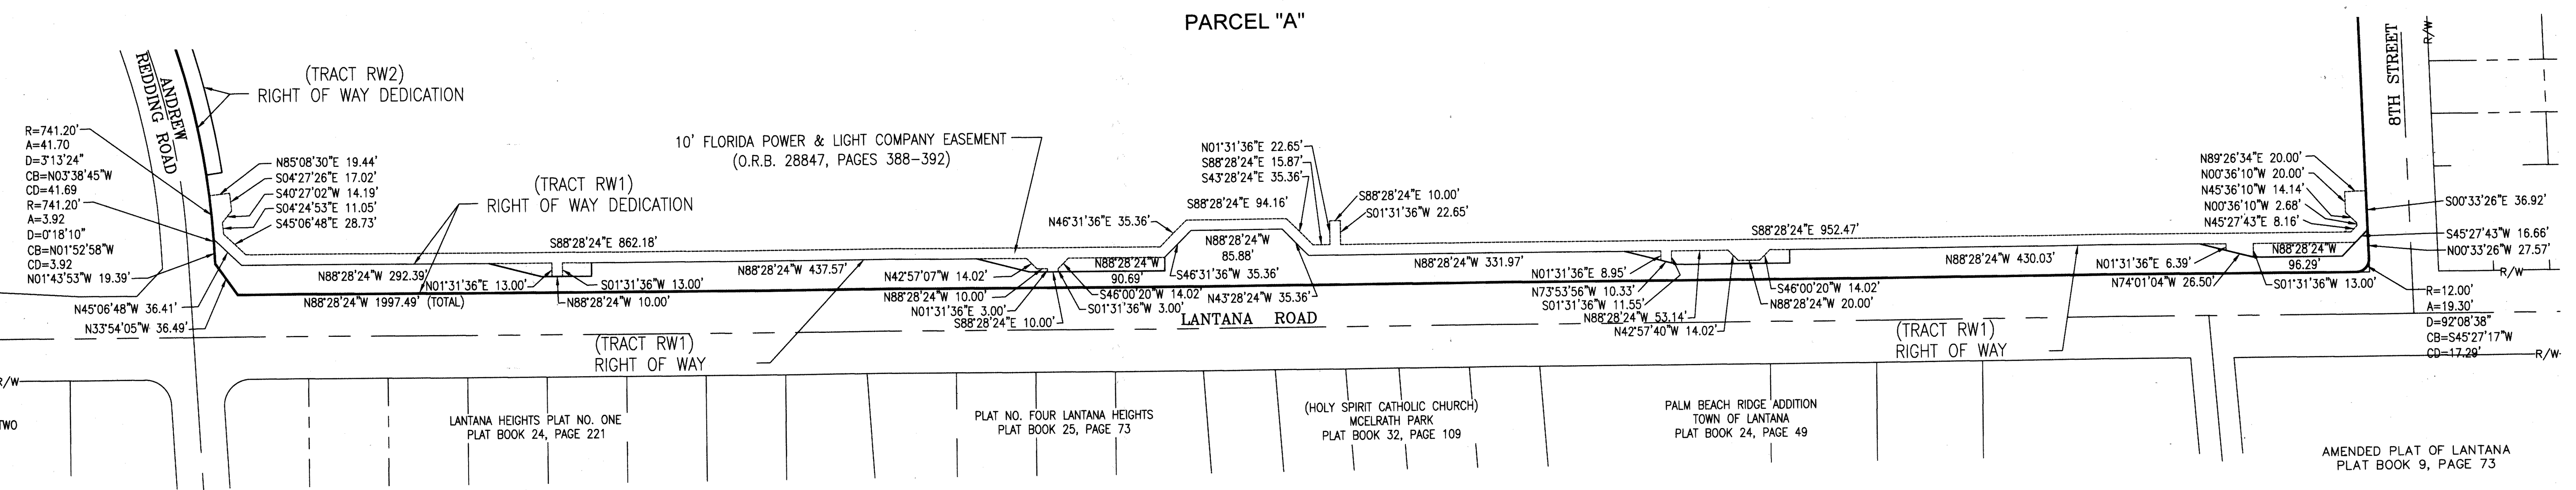 PARCEL "A"
ANDREW
REDDING ROAD
(TRACT RW2)
RIGHT OF WAY DEDICATION
R=741.20'
A=41.70
D=3°13'24"
CB=N03°38'45"W
CD=41.69
R=741.20'
A=3.92
D=0°18'10"
CB=N01°52'58"W
CD=3.92
N01°43'53"W 19.39'
N45°06'48"W 36.41'
N33°54'05"W 36.49'
N85°08'30"E 19.44'
S04°27'26"E 17.02'
S40°27'02"W 14.19'
S04°24'53"E 11.05'
S45°06'48"E 28.73'
(TRACT RW1)
RIGHT OF WAY DEDICATION
10' FLORIDA POWER & LIGHT COMPANY EASEMENT
(O.R.B. 28847, PAGES 388-392)
S88°28'24"E 862.18'
N88°28'24"W 292.39'
N01°31'36"E 13.00'
S01°31'36"W 13.00'
N88°28'24"W 1997.49' (TOTAL)
N88°28'24"W 10.00'
N88°28'24"W 437.57'
N42°57'07"W 14.02'
N88°28'24"W 10.00'
N01°31'36"E 3.00'
S88°28'24"E 10.00'
N88°28'24"W
90.69'
S46°00'20"W 14.02'
S01°31'36"W 3.00'
N46°31'36"E 35.36'
S88°28'24"E 94.16'
N88°28'24"W
85.88'
S46°31'36"W 35.36'
N43°28'24"W 35.36'
N01°31'36"E 22.65'
S88°28'24"E 15.87'
S43°28'24"E 35.36'
S88°28'24"E 10.00'
S01°31'36"W 22.65'
LANTANA ROAD
N88°28'24"W 331.97'
N01°31'36"E 8.95'
N73°53'56"W 10.33'
S01°31'36"W 11.55'
N88°28'24"W 53.14'
N42°57'40"W 14.02'
S88°28'24"E 952.47'
S46°00'20"W 14.02'
N88°28'24"W 20.00'
N88°28'24"W 430.03'
N01°31'36"E 6.39'
N74°01'04"W 26.50'
N88°28'24"W
96.29'
S01°31'36"W 13.00'
N89°26'34"E 20.00'
N00°36'10"W 20.00'
N45°36'10"W 14.14'
N00°36'10"W 2.68'
N45°27'43"E 8.16'
8TH STREET
R/W
S00°33'26"E 36.92'
S45°27'43"W 16.66'
N00°33'26"W 27.57'
R/W
R=12.00'
A=19.30'
D=92°08'38"
CB=S45°27'17"W
CD=17.29'
R/W
(TRACT RW1)
RIGHT OF WAY
(TRACT RW1)
RIGHT OF WAY
R/W
TWO
LANTANA HEIGHTS PLAT NO. ONE
PLAT BOOK 24, PAGE 221
PLAT NO. FOUR LANTANA HEIGHTS
PLAT BOOK 25, PAGE 73
(HOLY SPIRIT CATHOLIC CHURCH)
MCELRATH PARK
PLAT BOOK 32, PAGE 109
PALM BEACH RIDGE ADDITION
TOWN OF LANTANA
PLAT BOOK 24, PAGE 49
AMENDED PLAT OF LANTANA
PLAT BOOK 9, PAGE 73